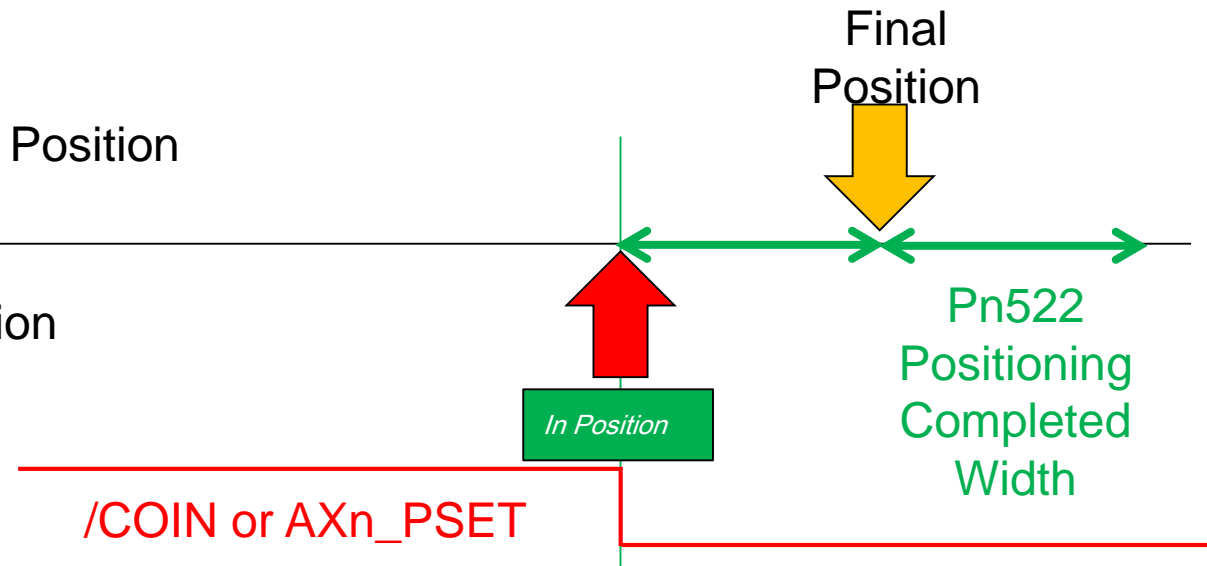 Final
Position
Position
ion
Pn522
Positioning
Completed
Width
In Position
/COIN or AXn_PSET